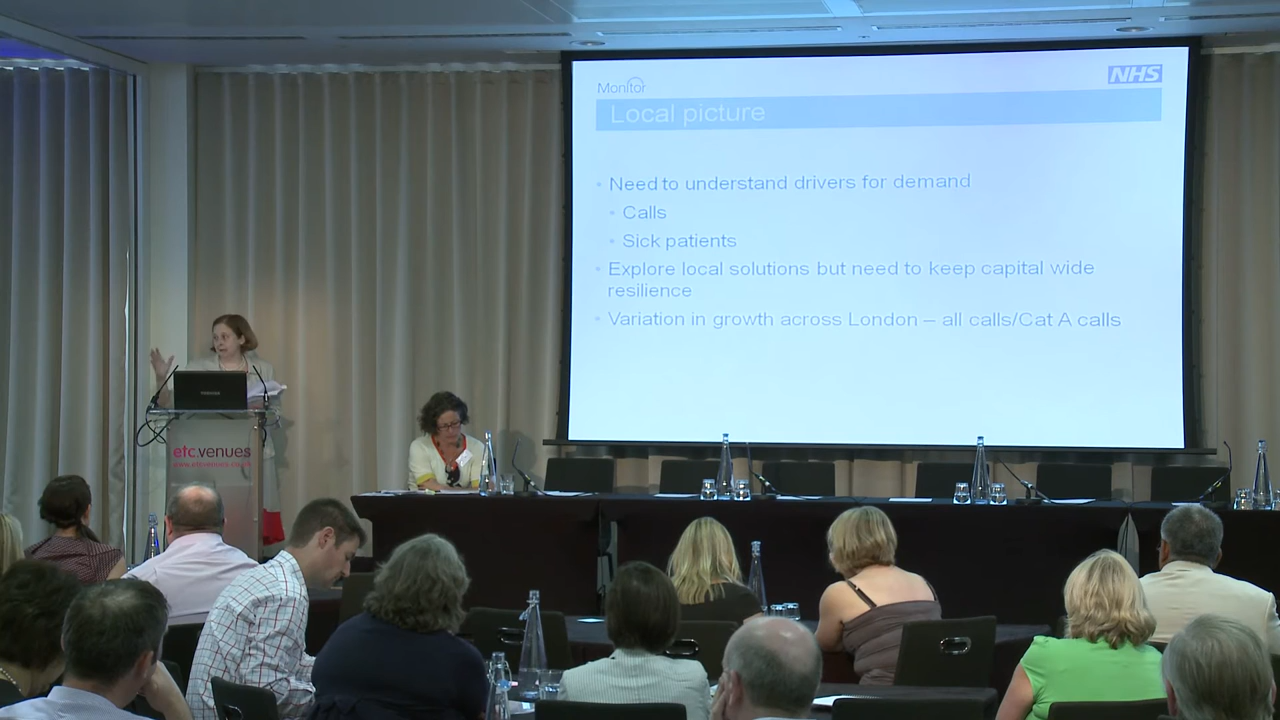 Monitor
NHS
Local picture
Need to understand drivers for demand
Calls
Sick patients
Explore local solutions but need to keep capital wide
resilience
Variation in growth across London – all calls/Cat A calls
etc.venues